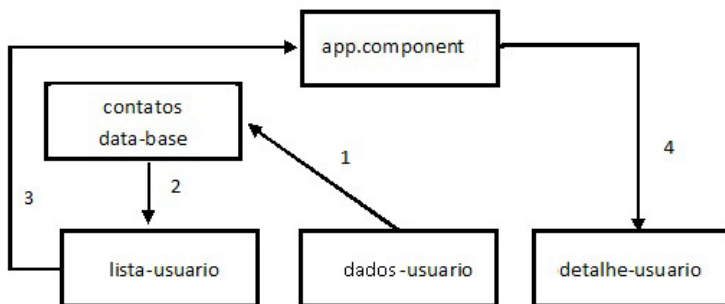 app.component
contatos
data-base
1
2
3
4
lista-usuario
dados-usuario
detalhe-usuario